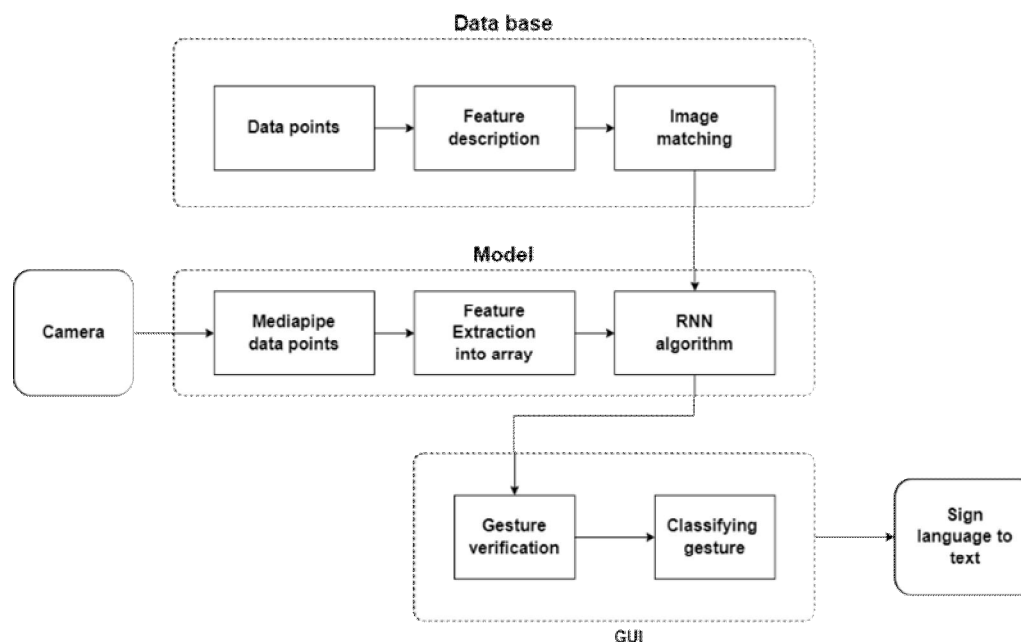 Data base
Data points
Feature
description
Image
matching
Model
Camera
Mediapipe
data points
Feature
Extraction
into array
RNN
algorithm
Gesture
verification
Classifying
gesture
Sign
language to
text
GUI